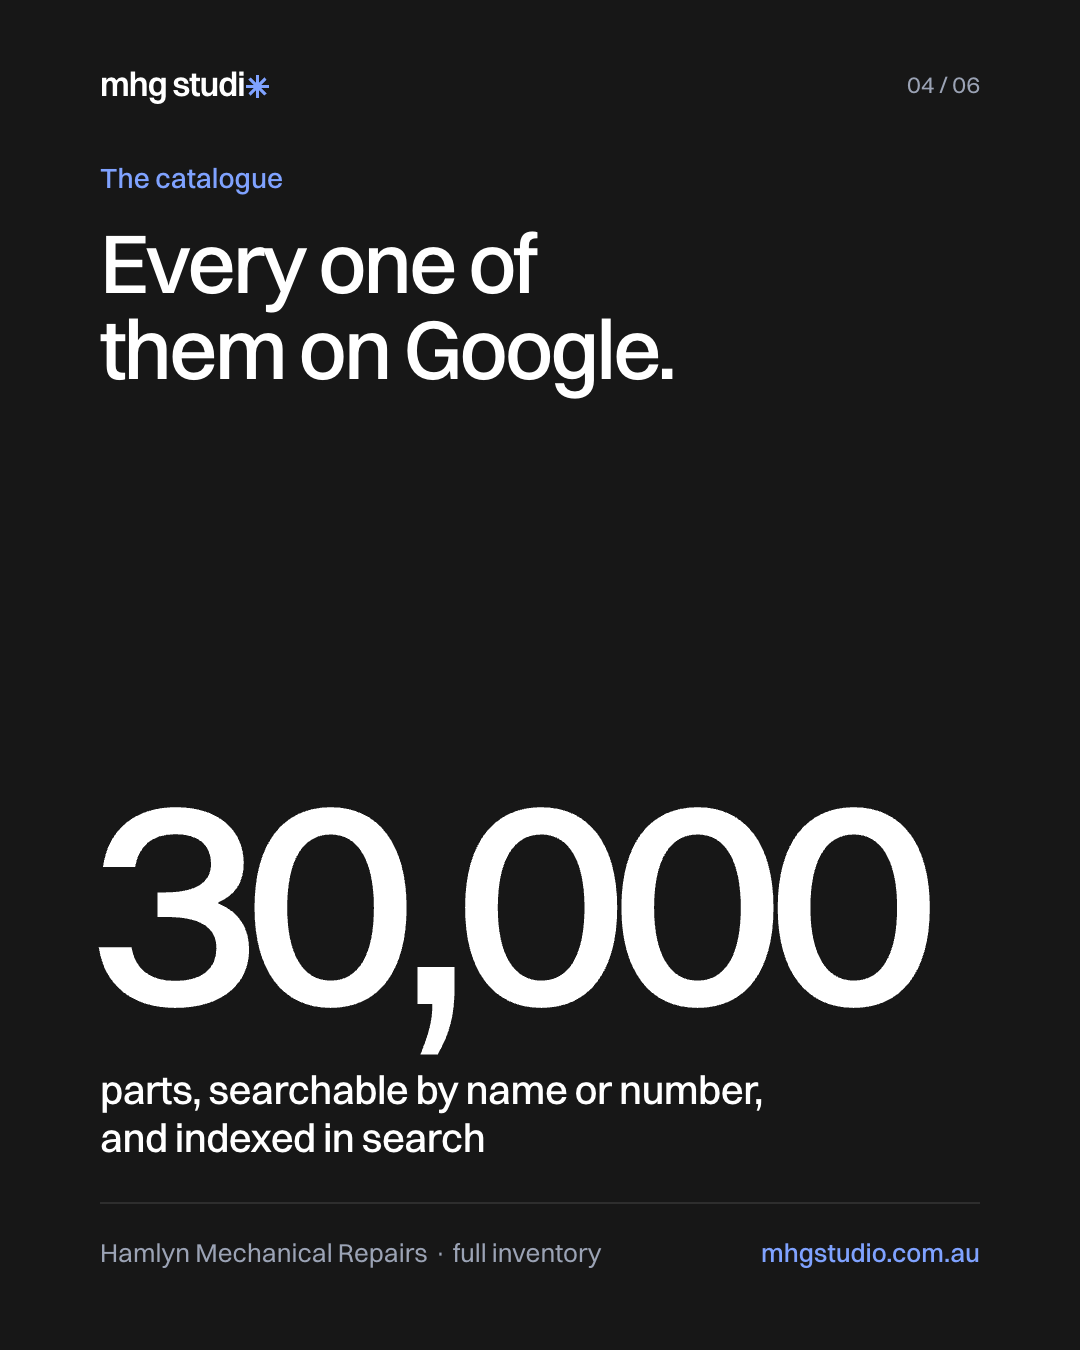 mhg studi*
04 / 06
The catalogue
Every one of
them on Google.
30,000
parts, searchable by name or number,
and indexed in search
Hamlyn Mechanical Repairs · full inventory
mhgstudio.com.au